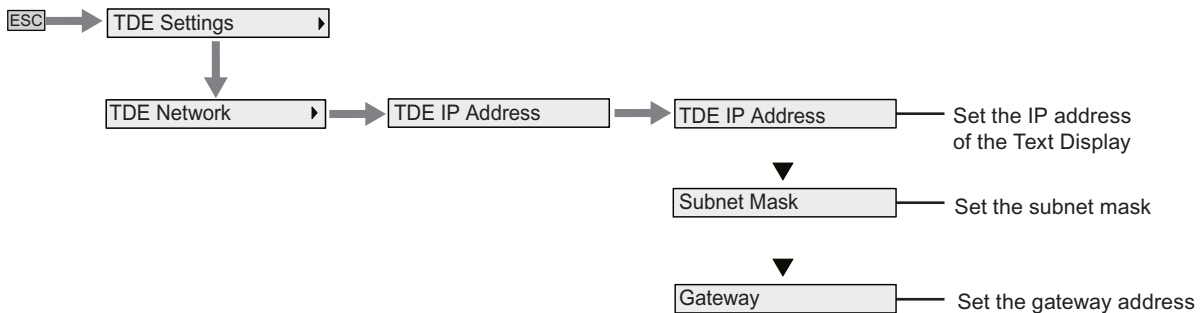 ESC
TDE Settings
TDE Network
TDE IP Address
TDE IP Address
Set the IP address
of the Text Display
Subnet Mask
Set the subnet mask
Gateway
Set the gateway address